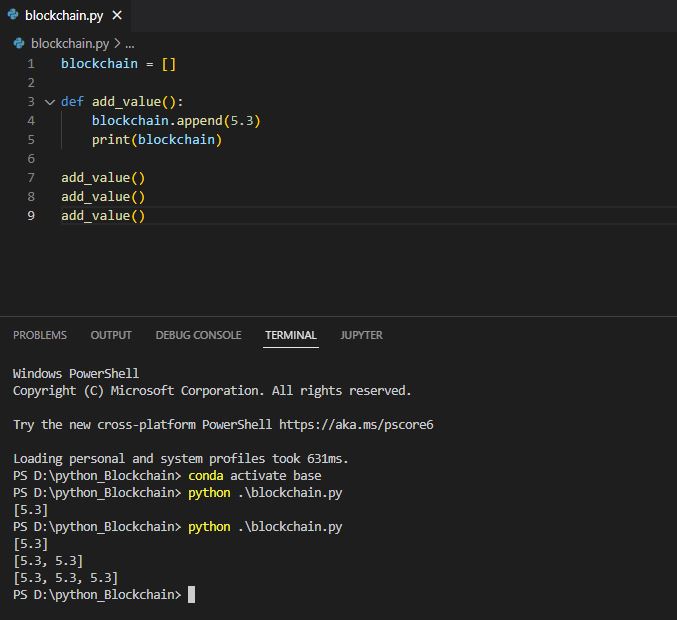 blockchain.py
blockchain.py > ...
1 blockchain = []
2
3 def add_value():
4     blockchain.append(5.3)
5     print(blockchain)
6
7 add_value()
8 add_value()
9 add_value()
PROBLEMS OUTPUT DEBUG CONSOLE TERMINAL JUPYTER
Windows PowerShell
Copyright (C) Microsoft Corporation. All rights reserved.
Try the new cross-platform PowerShell https://aka.ms/pscore6
Loading personal and system profiles took 631ms.
PS D:\python_Blockchain> conda activate base
PS D:\python_Blockchain> python .\blockchain.py
[5.3]
PS D:\python_Blockchain> python .\blockchain.py
[5.3]
[5.3, 5.3]
[5.3, 5.3, 5.3]
PS D:\python_Blockchain>